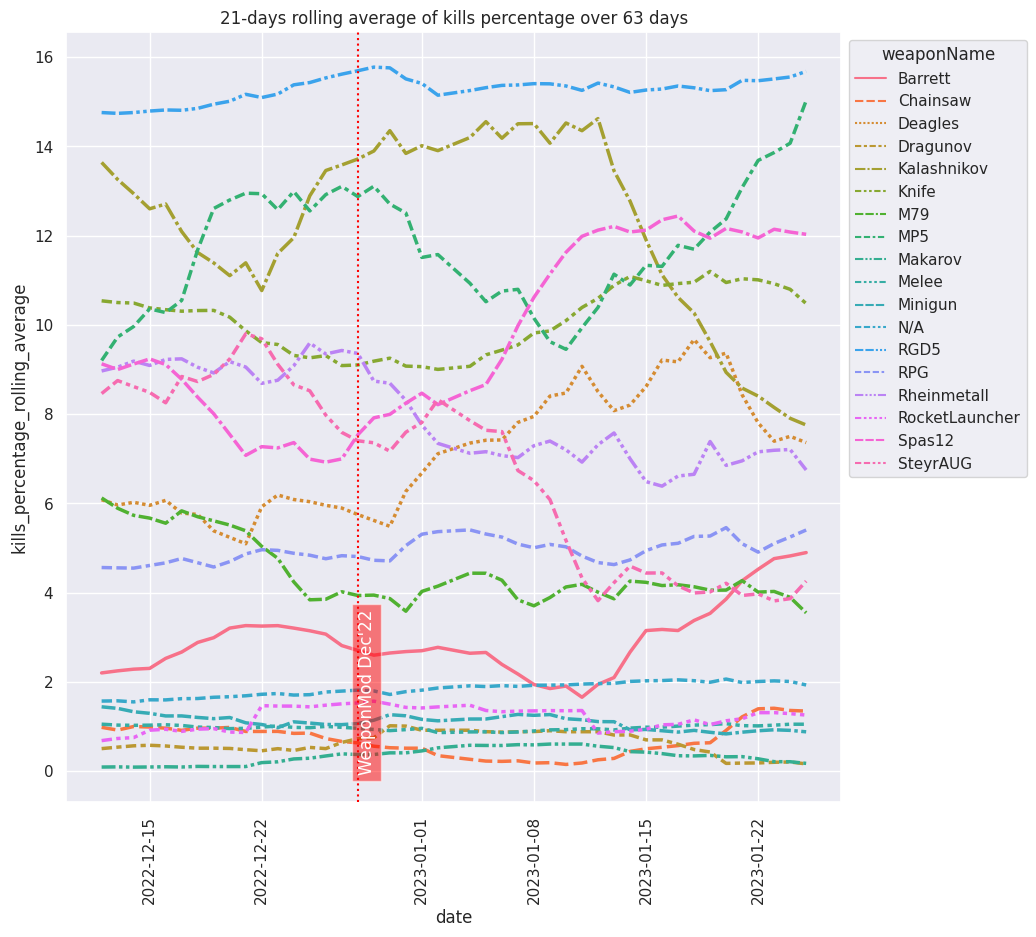 21-days rolling average of kills percentage over 63 days
kills_percentage_rolling_average
16
14
12
10
8
6
4
2
0
WeaponMod Dec'22
2022-12-15
2022-12-22
2023-01-01
2023-01-08
2023-01-15
2023-01-22
date
weaponName
Barrett
Chainsaw
Deagles
Dragunov
Kalashnikov
Knife
M79
MP5
Makarov
Melee
Minigun
N/A
RGD5
RPG
Rheinmetall
RocketLauncher
Spas12
SteyrAUG